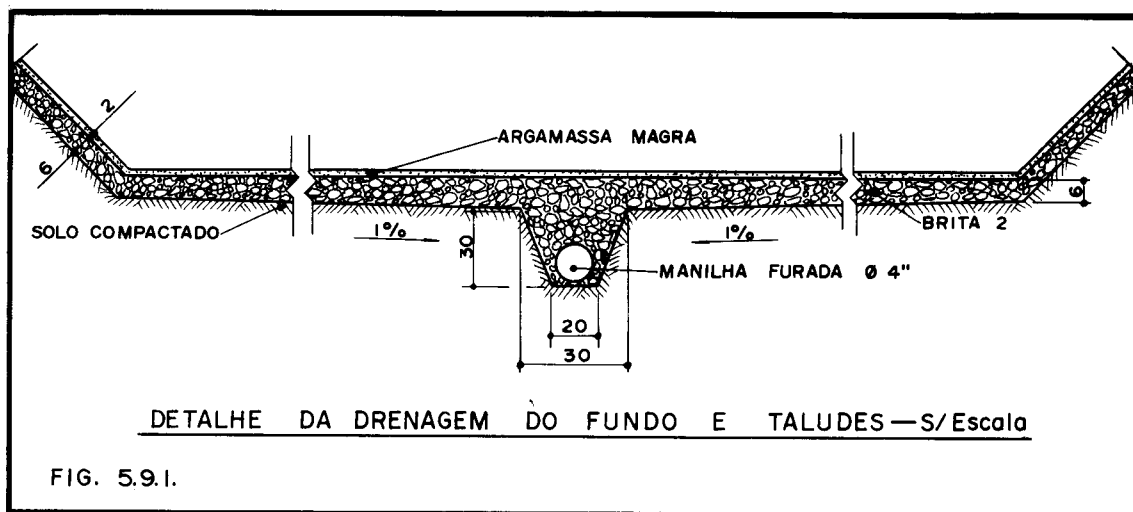 2
6
ARGAMASSA MAGRA
SOLO COMPACTADO
1%
30
1%
BRITA 2
6
MANILHA FURADA Ø 4"
20
30
DETALHE DA DRENAGEM DO FUNDO E TALUDES — S/Escala
FIG. 5.9.1.